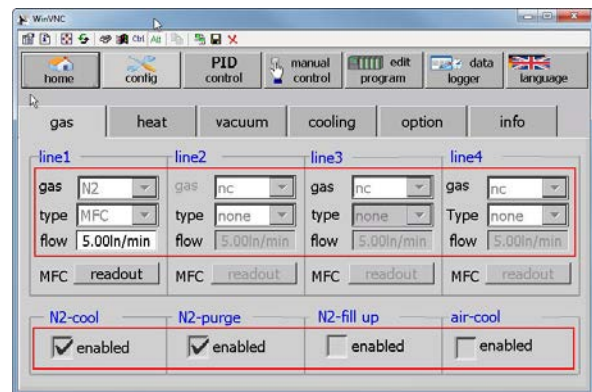 WinVNC
Ctrl Alt
home config PID control manual control edit program data logger language
gas heat vacuum cooling option info
line1 line2 line3 line4
gas N2 gas nc gas nc gas nc
type MFC type none type none Type none
flow 5.00ln/min flow 5.00ln/min flow 5.00ln/min flow 5.00ln/min
MFC readout MFC readout MFC readout MFC readout
N2-cool N2-purge N2-fill up air-cool
enabled enabled enabled enabled